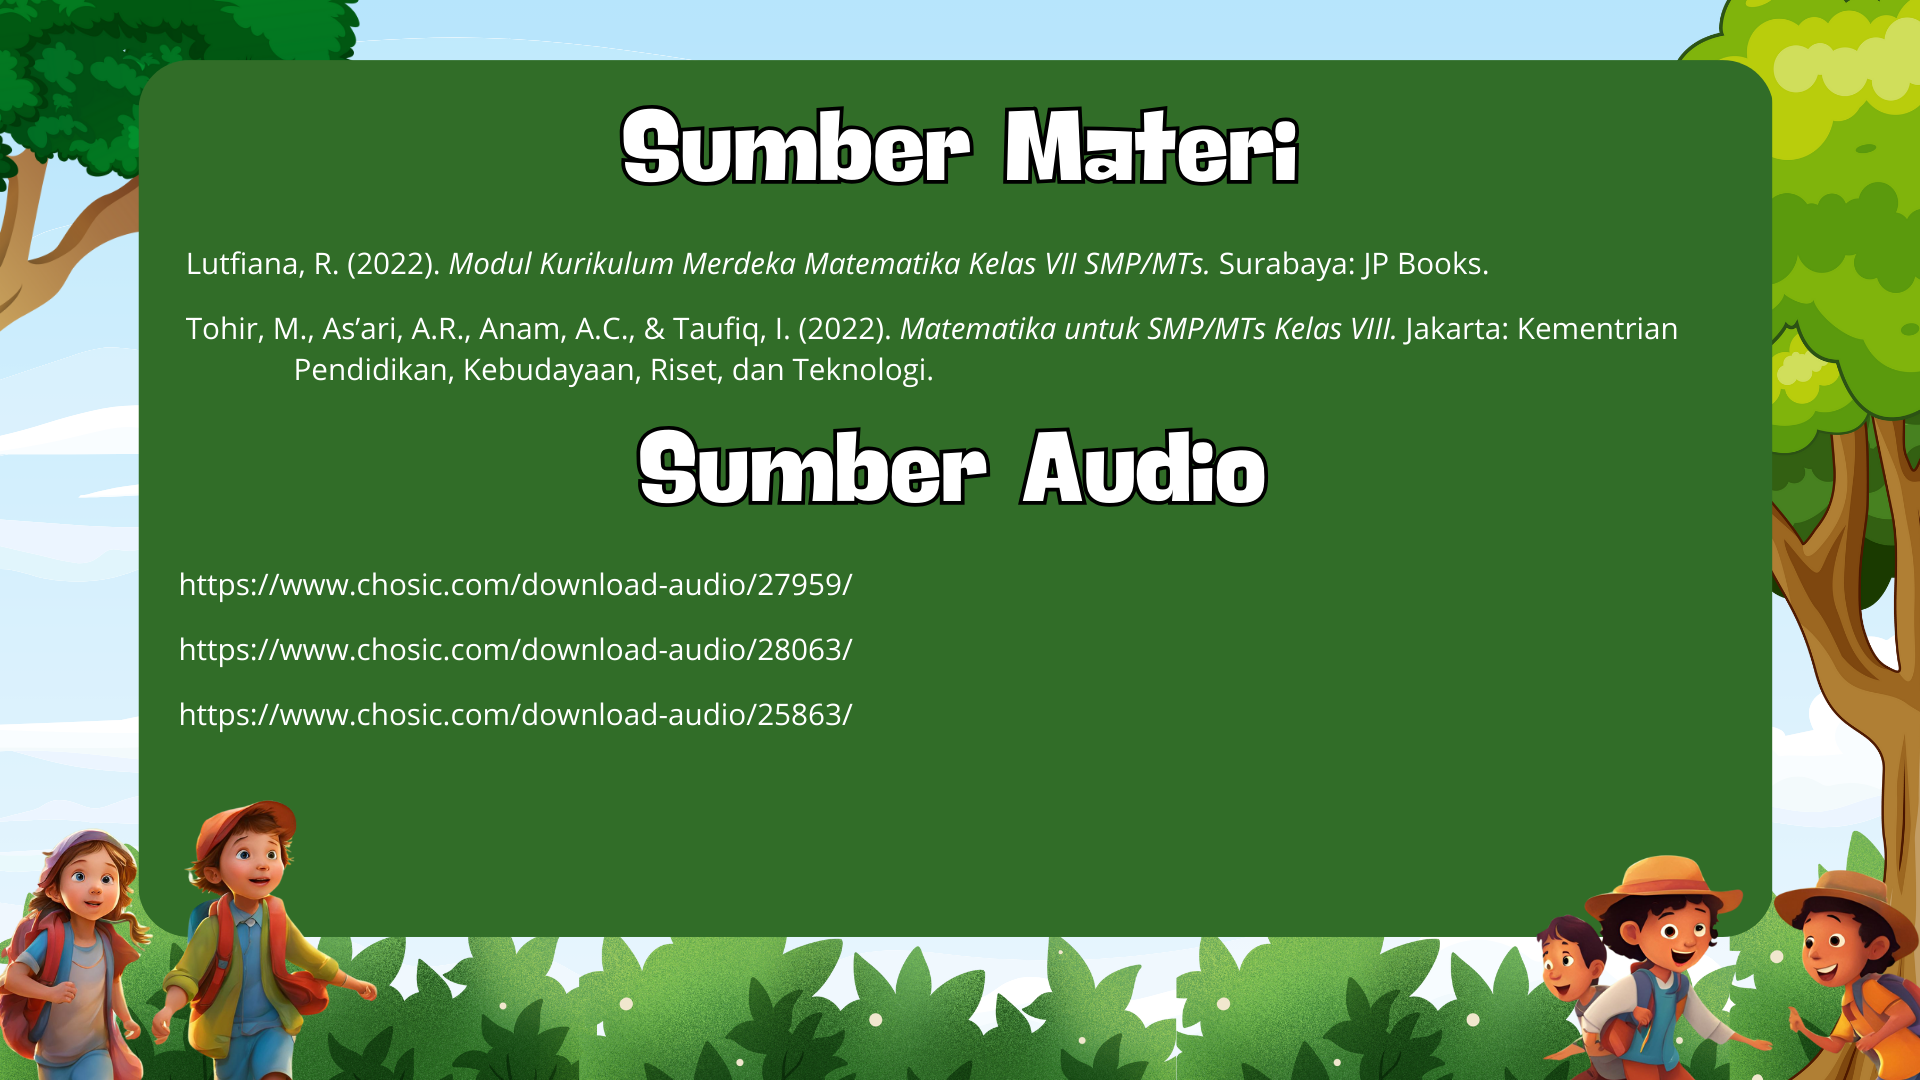 Sumber Materi
Lutfiana, R. (2022). Modul Kurikulum Merdeka Matematika Kelas VII SMP/MTs. Surabaya: JP Books.
Tohir, M., As’ari, A.R., Anam, A.C., & Taufiq, I. (2022). Matematika untuk SMP/MTs Kelas VIII. Jakarta: Kementrian
Pendidikan, Kebudayaan, Riset, dan Teknologi.
Sumber Audio
https://www.chosic.com/download-audio/27959/
https://www.chosic.com/download-audio/28063/
https://www.chosic.com/download-audio/25863/